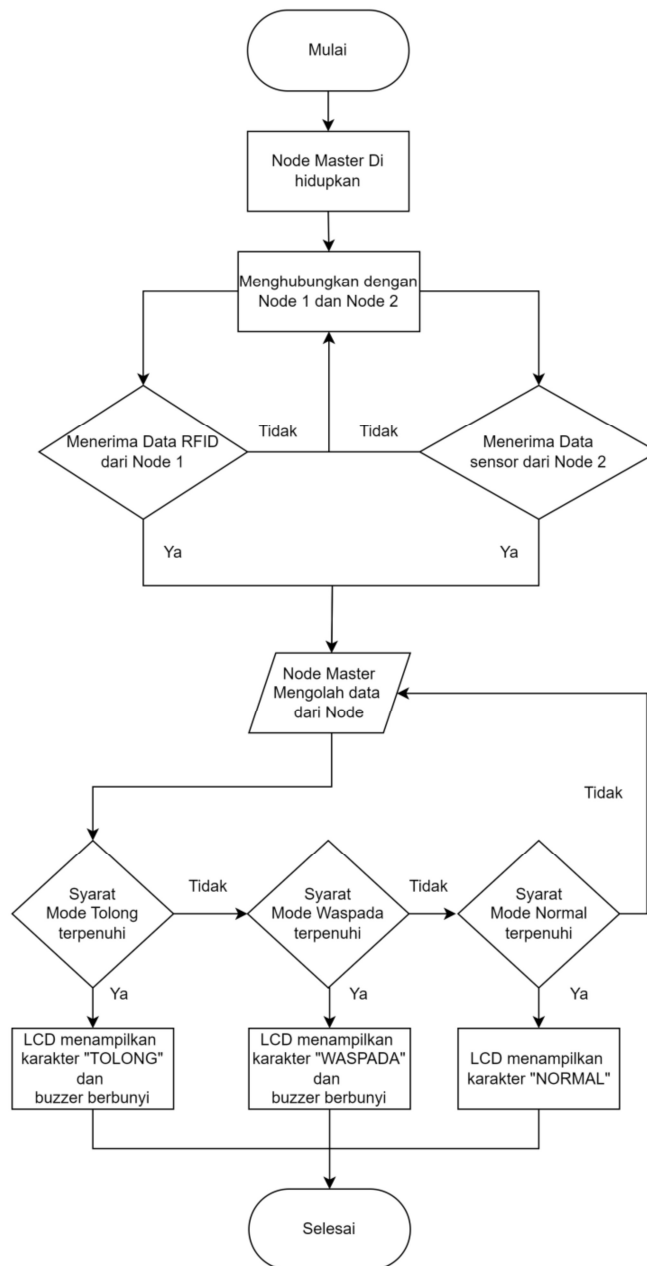 Mulai
Node Master Di
hidupkan
Menghubungkan dengan
Node 1 dan Node 2
Menerima Data RFID
dari Node 1
Tidak
Tidak
Menerima Data
sensor dari Node 2
Ya
Ya
Node Master
Mengolah data
dari Node
Tidak
Syarat
Mode Tolong
terpenuhi
Tidak
Syarat
Mode Waspada
terpenuhi
Tidak
Syarat
Mode Normal
terpenuhi
Ya
Ya
Ya
LCD menampilkan
karakter "TOLONG"
dan
buzzer berbunyi
LCD menampilkan
karakter "WASPADA"
dan
buzzer berbunyi
LCD menampilkan
karakter "NORMAL"
Selesai